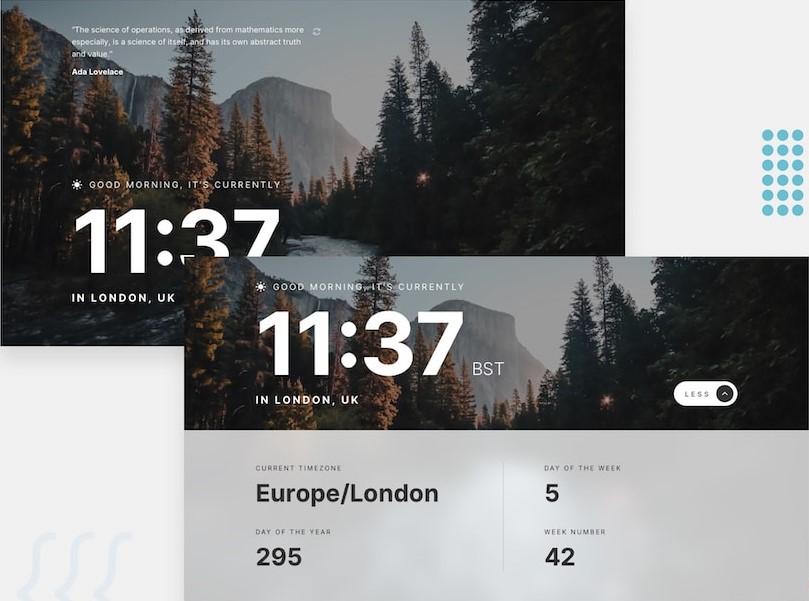 “The science of operations, as derived from mathematics more
especially, is a science of itself, and has its own abstract truth
and value.”
Ada Lovelace
GOOD MORNING, IT'S CURRENTLY
11:37
IN LONDON, UK
GOOD MORNING, IT'S CURRENTLY
11:37 BST
IN LONDON, UK
LESS
CURRENT TIMEZONE
Europe/London
DAY OF THE YEAR
295
DAY OF THE WEEK
5
WEEK NUMBER
42